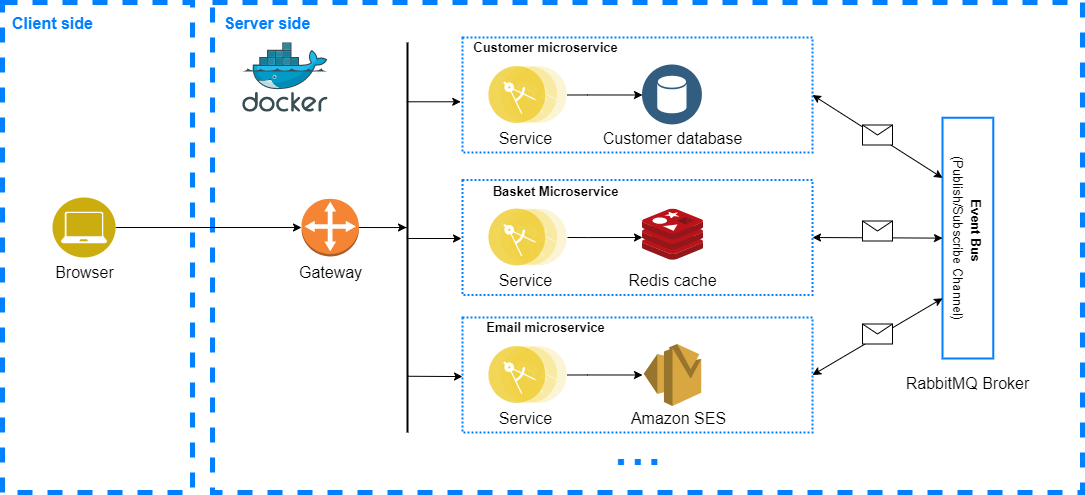 Client side
Server side
docker
Browser
Gateway
Customer microservice
Service
Customer database
Basket Microservice
Service
Redis cache
Email microservice
Service
Amazon SES
...
Event Bus
(Publish/Subscribe Channel)
RabbitMQ Broker